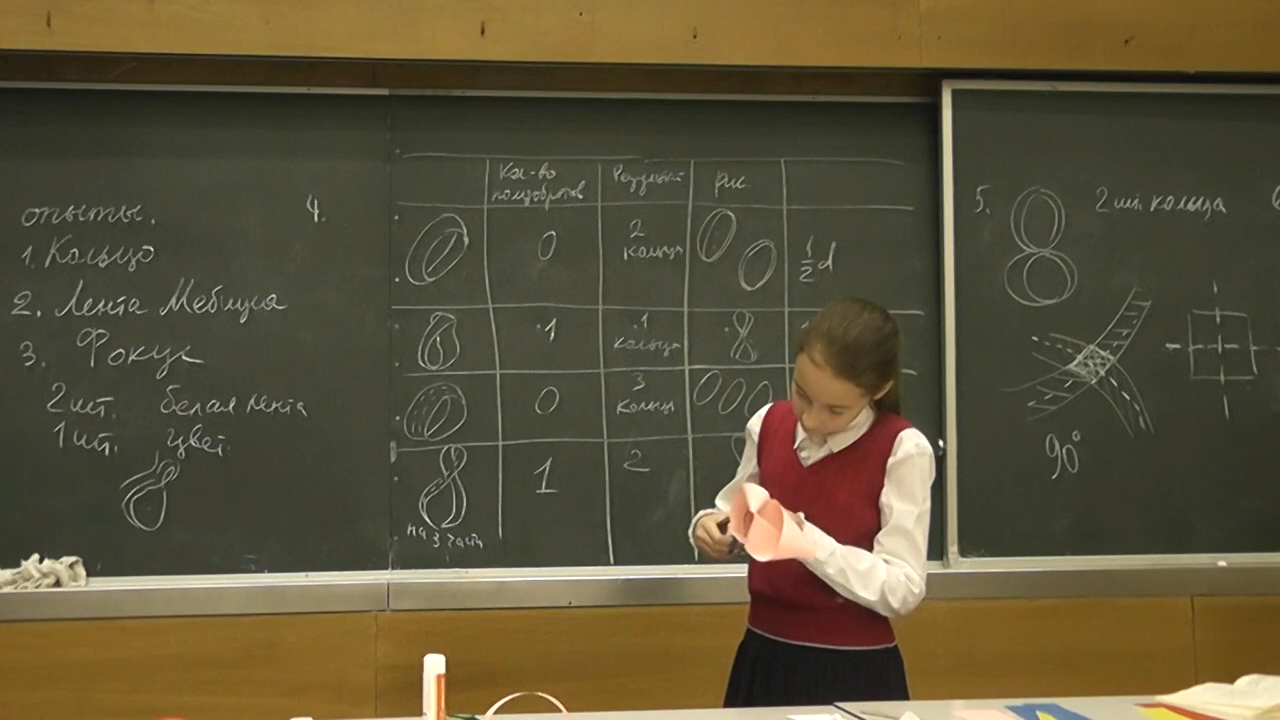 опыты.
1. Кольцо
2. Лента Мебиуса
3. Фокус
2шт. белая лента
1шт. цвет.
4.
Кол-во полуоборотов
Результат
рис.
0
2 кольца
1/2 d
1
1 кольцо
0
3 кольца
1
2
на 3 части
5.
2 шт. кольца
90°